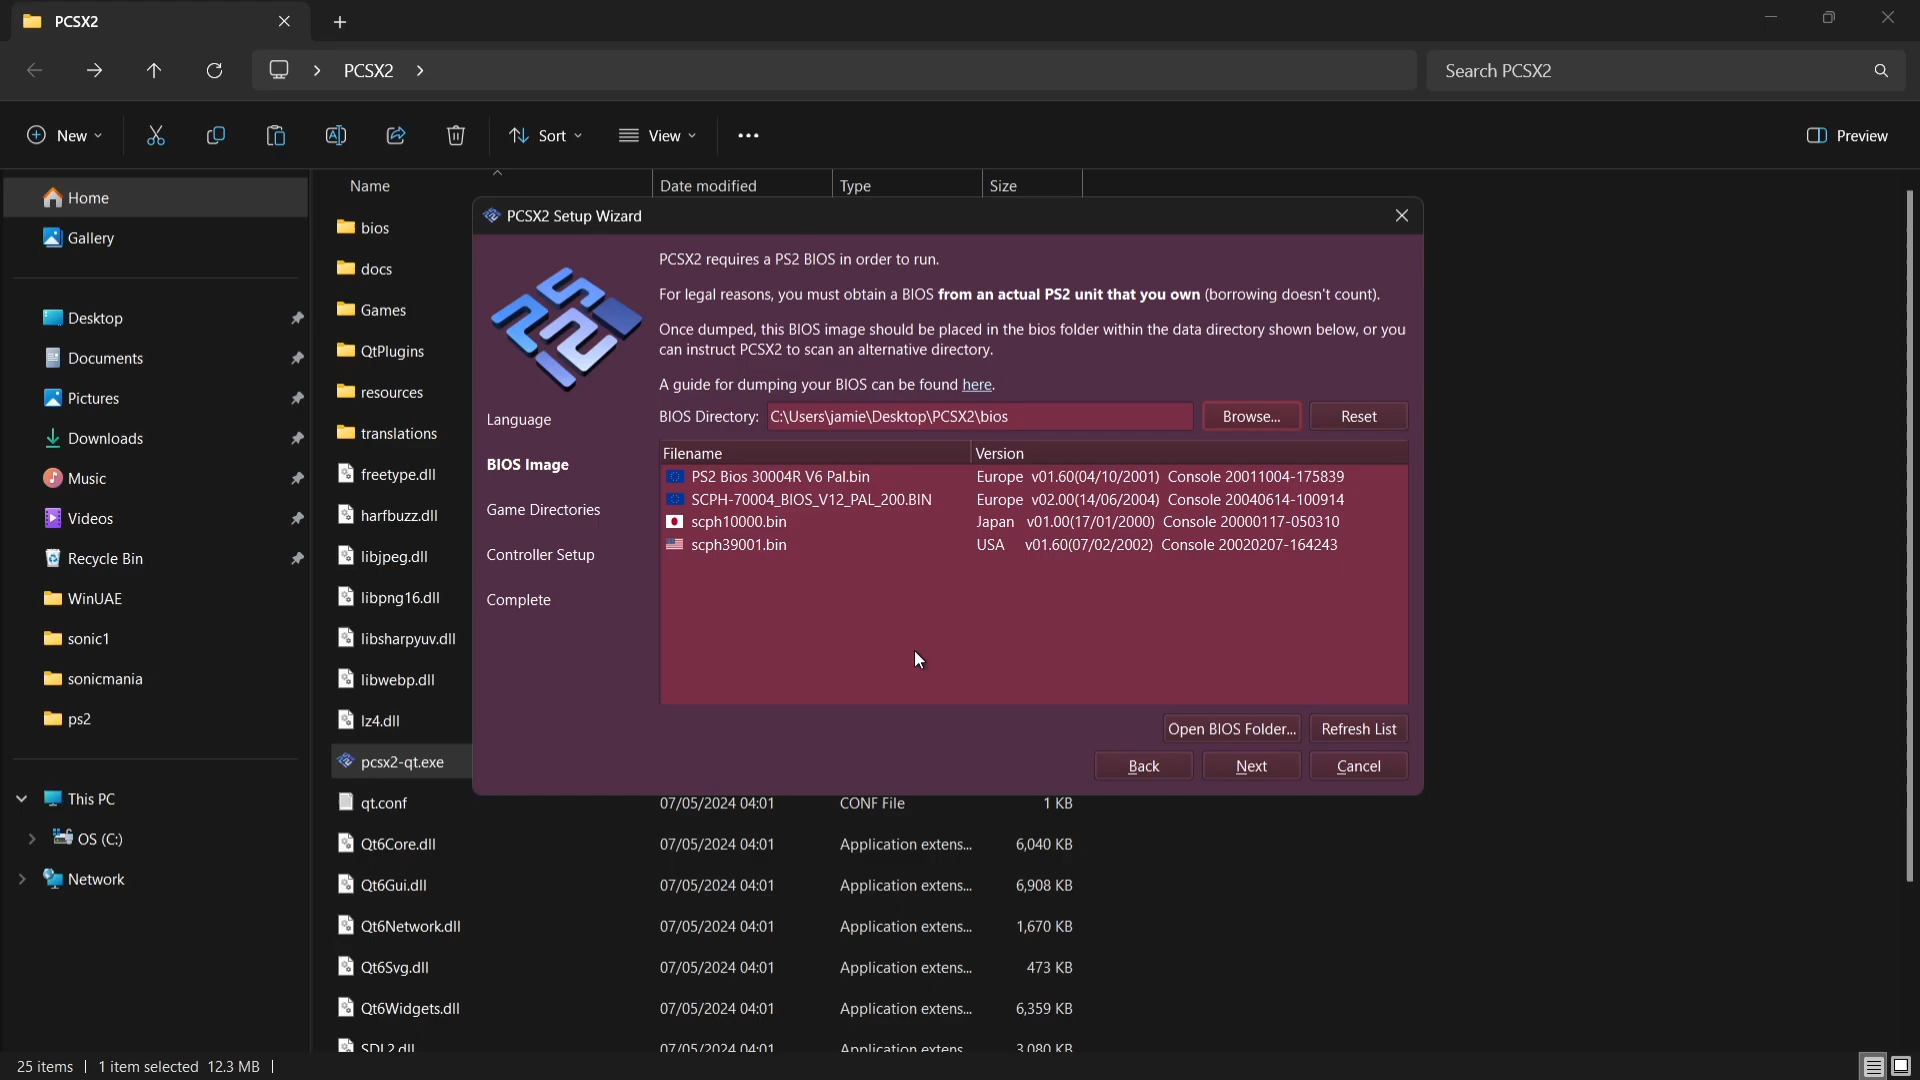 PCSX2
PCSX2
Search PCSX2
New
Sort
View
Preview
Home
Gallery
Desktop
Documents
Pictures
Downloads
Music
Videos
Recycle Bin
WinUAE
sonic1
sonicmania
ps2
This PC
OS (C:)
Network
Name Date modified Type Size
bios
docs
Games
QtPlugins
resources
translations
freetype.dll
harfbuzz.dll
libjpeg.dll
libpng16.dll
libsharpyuv.dll
libwebp.dll
lz4.dll
pcsx2-qt.exe
qt.conf 07/05/2024 04:01 CONF File 1 KB
Qt6Core.dll 07/05/2024 04:01 Application extens... 6,040 KB
Qt6Gui.dll 07/05/2024 04:01 Application extens... 6,908 KB
Qt6Network.dll 07/05/2024 04:01 Application extens... 1,670 KB
Qt6Svg.dll 07/05/2024 04:01 Application extens... 473 KB
Qt6Widgets.dll 07/05/2024 04:01 Application extens... 6,359 KB
SDL2.dll 07/05/2024 04:01 Application extens... 3,080 KB
PCSX2 Setup Wizard
Language
BIOS Image
Game Directories
Controller Setup
Complete
PCSX2 requires a PS2 BIOS in order to run.
For legal reasons, you must obtain a BIOS from an actual PS2 unit that you own (borrowing doesn't count).
Once dumped, this BIOS image should be placed in the bios folder within the data directory shown below, or you
can instruct PCSX2 to scan an alternative directory.
A guide for dumping your BIOS can be found here.
BIOS Directory: C:\Users\jamie\Desktop\PCSX2\bios Browse... Reset
Filename Version
PS2 Bios 30004R V6 Pal.bin Europe v01.60(04/10/2001) Console 20011004-175839
SCPH-70004_BIOS_V12_PAL_200.BIN Europe v02.00(14/06/2004) Console 20040614-100914
scph10000.bin Japan v01.00(17/01/2000) Console 20000117-050310
scph39001.bin USA v01.60(07/02/2002) Console 20020207-164243
Open BIOS Folder... Refresh List
Back Next Cancel
25 items 1 item selected 12.3 MB